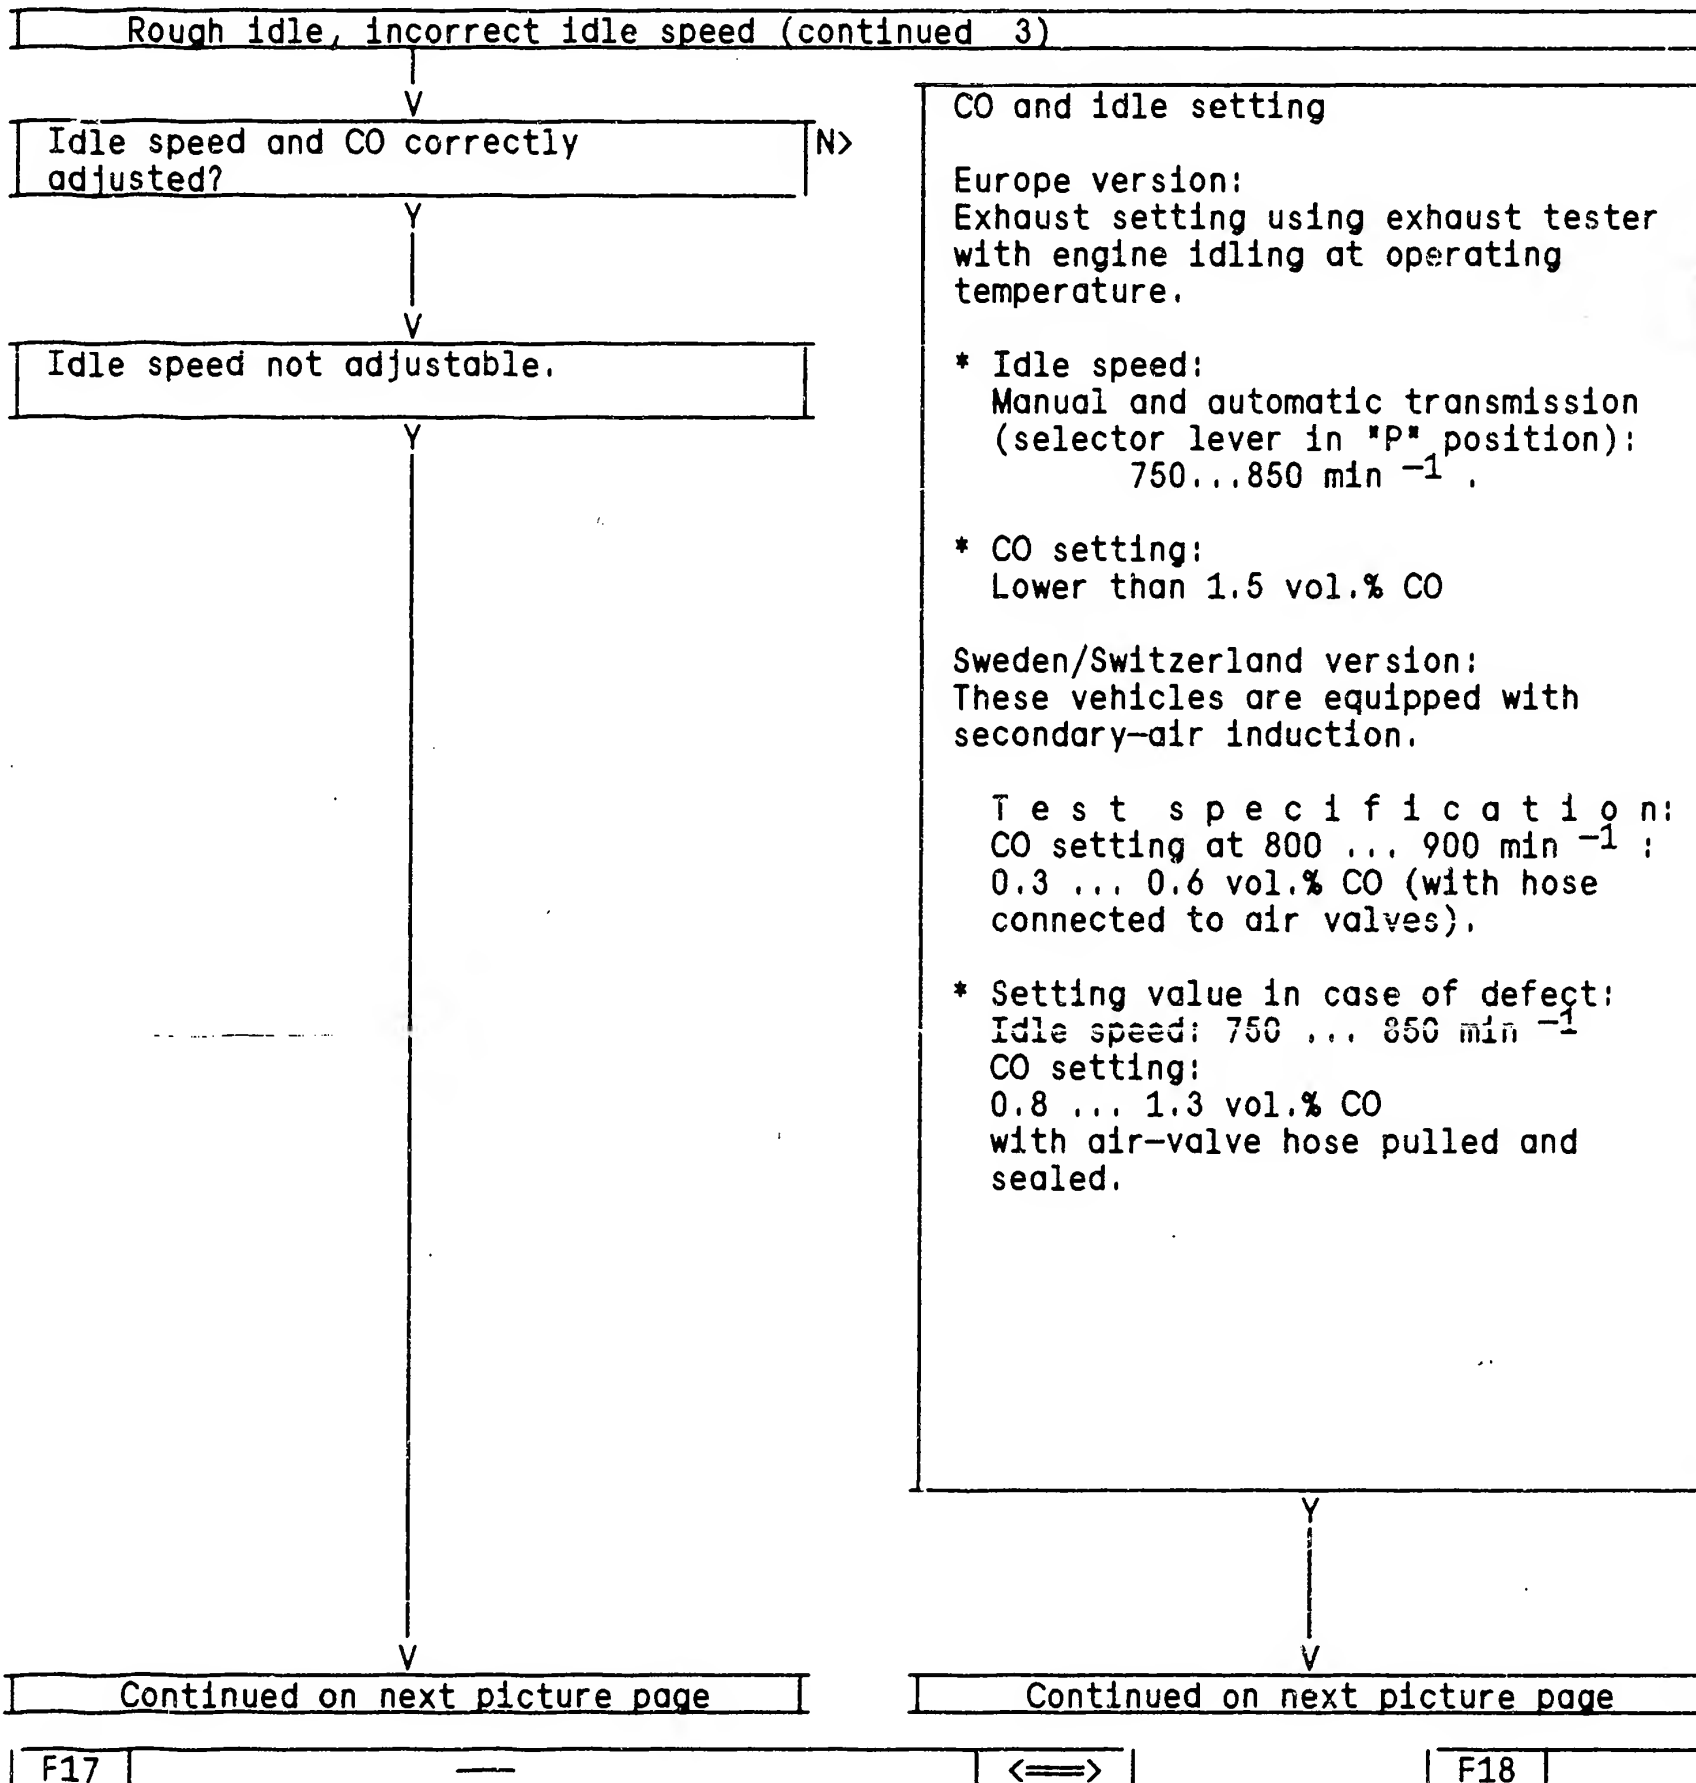 Rough idle, incorrect idle speed (continued 3)
V
Idle speed and CO correctly N>
adjusted?
Y
V
Idle speed not adjustable.
Y
V
Continued on next picture page
CO and idle setting
Europe version:
Exhaust setting using exhaust tester
with engine idling at operating
temperature.
* Idle speed:
Manual and automatic transmission
(selector lever in "P" position):
750...850 min -1 .
* CO setting:
Lower than 1.5 vol.% CO
Sweden/Switzerland version:
These vehicles are equipped with
secondary-air induction.
T e s t s p e c i f i c a t i o n:
CO setting at 800 ... 900 min -1 :
0.3 ... 0.6 vol.% CO (with hose
connected to air valves).
* Setting value in case of defect:
Idle speed: 750 ... 850 min -1
CO setting:
0.8 ... 1.3 vol.% CO
with air-valve hose pulled and
sealed.
Y
V
Continued on next picture page
F17 — <===> F18